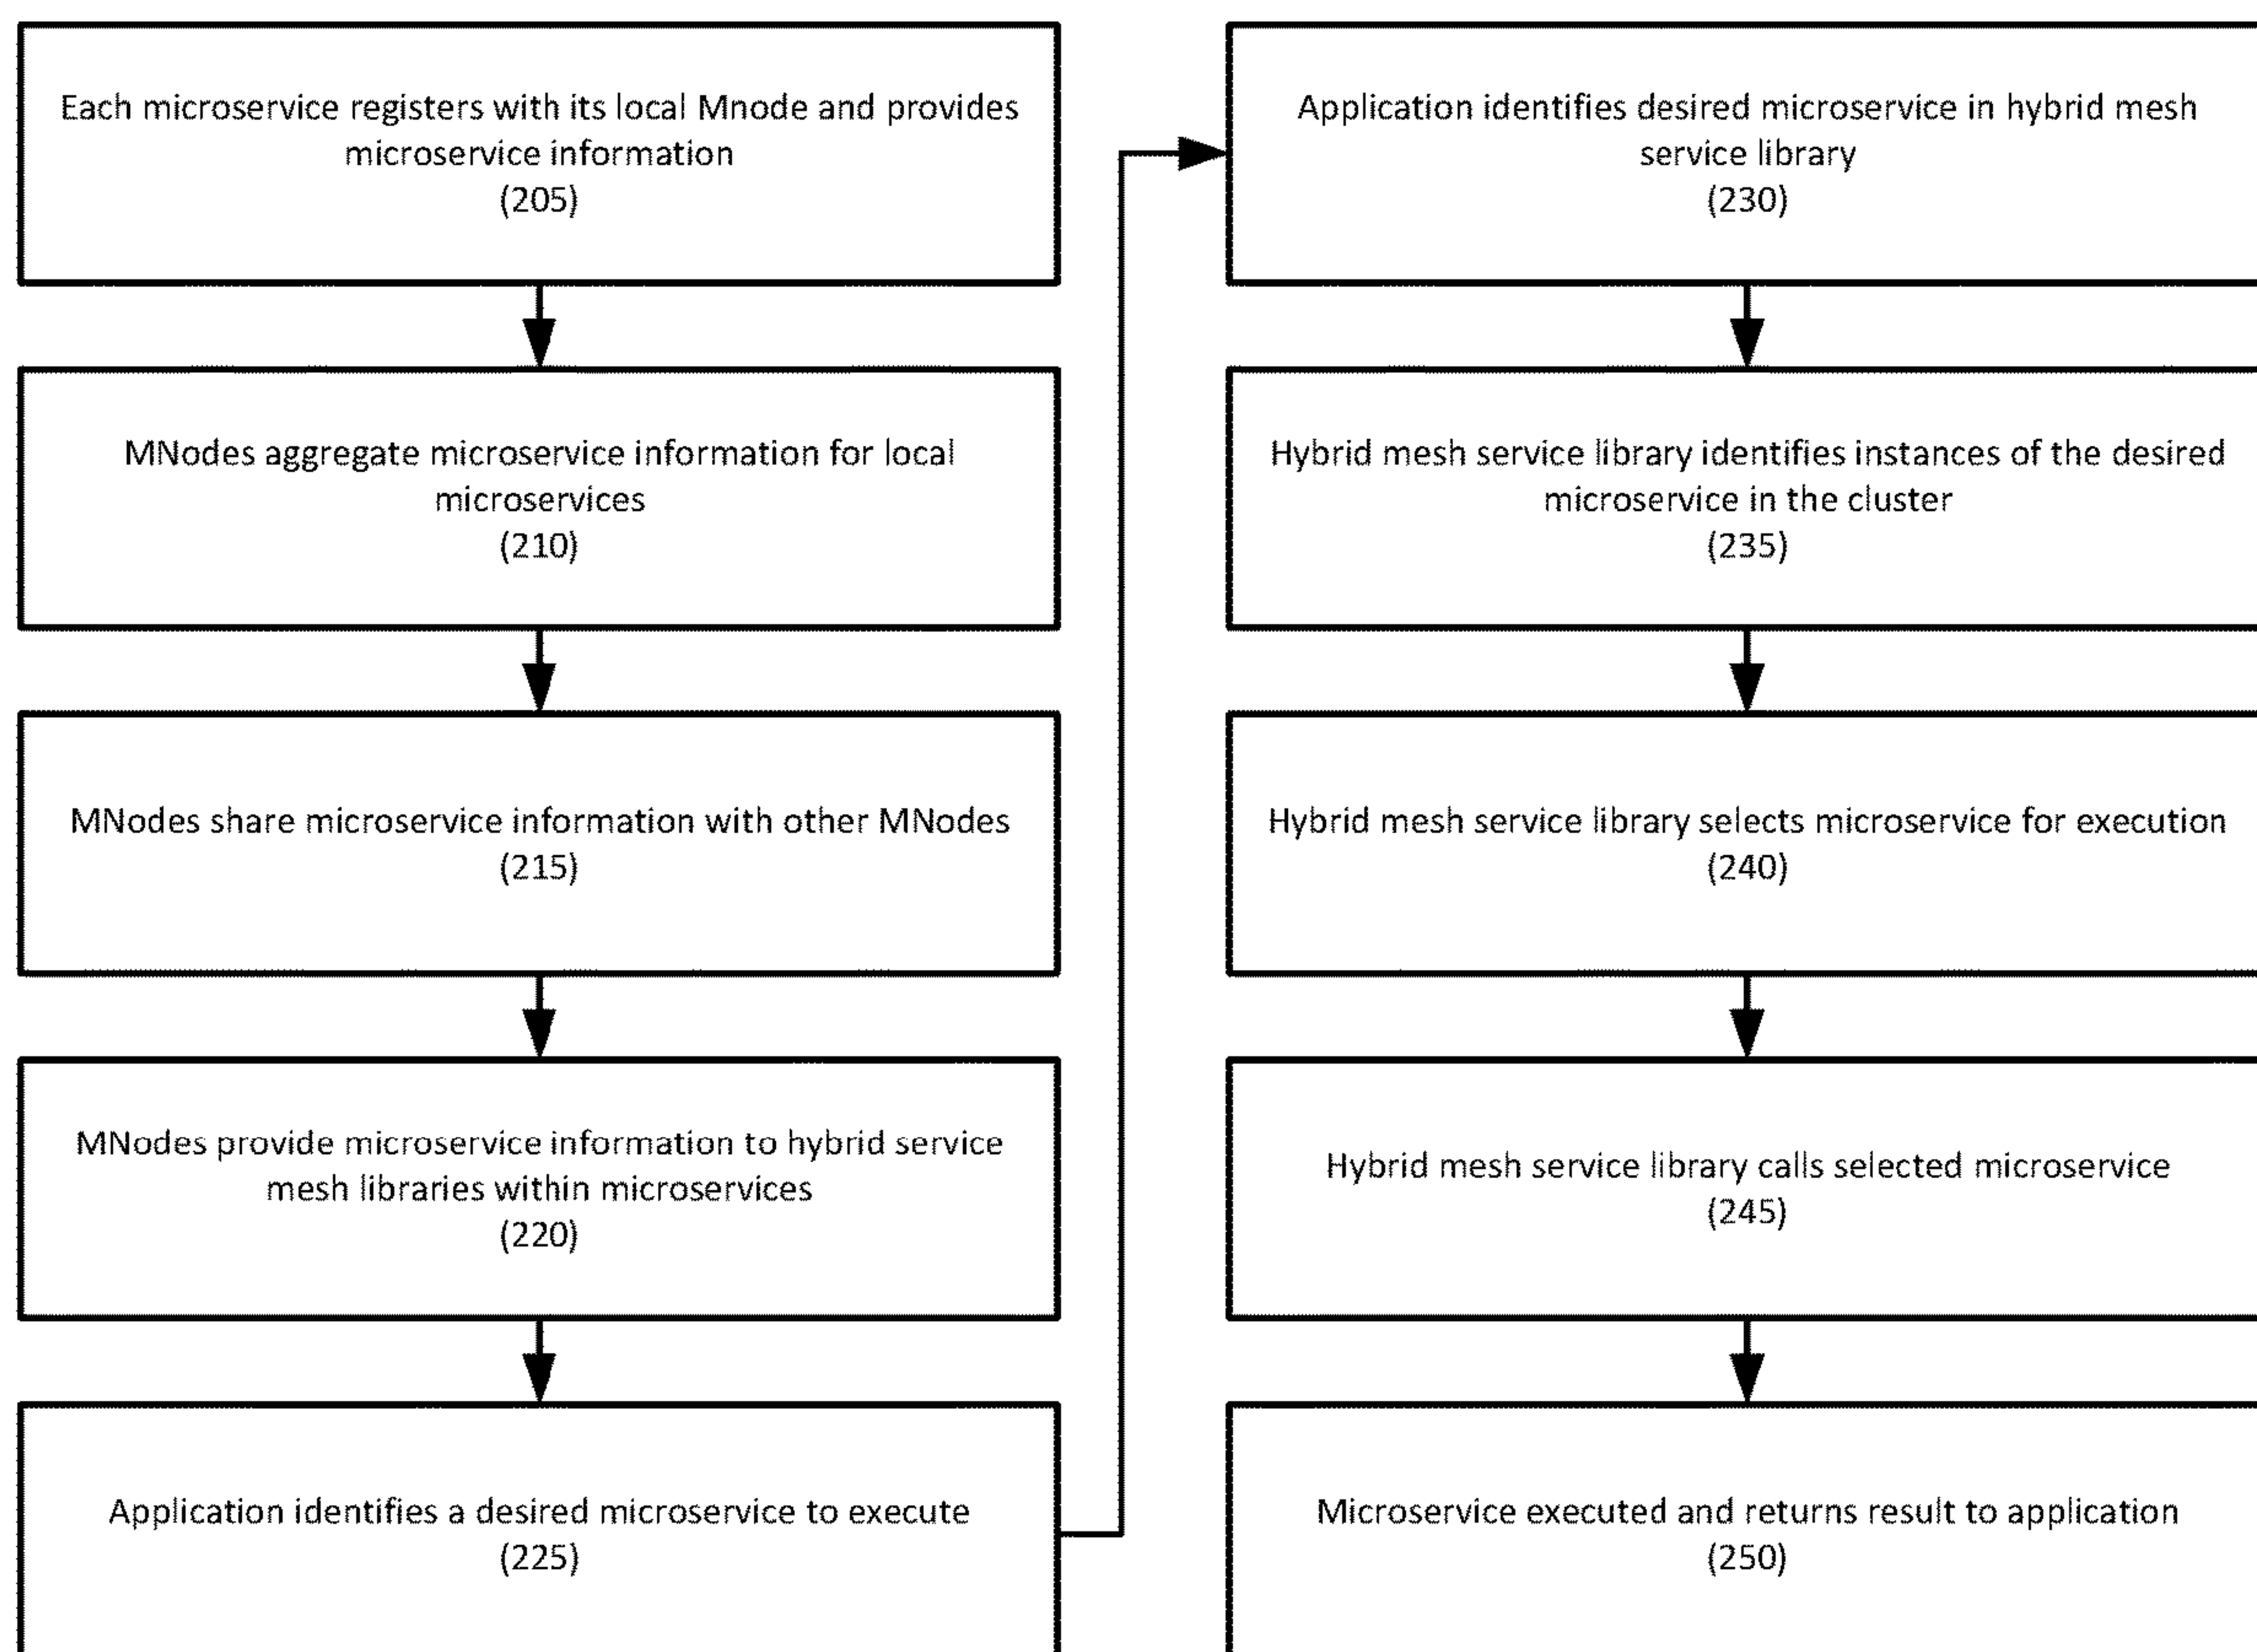 Each microservice registers with its local Mnode and provides
microservice information
(205)
MNodes aggregate microservice information for local
microservices
(210)
MNodes share microservice information with other MNodes
(215)
MNodes provide microservice information to hybrid service
mesh libraries within microservices
(220)
Application identifies a desired microservice to execute
(225)
Application identifies desired microservice in hybrid mesh
service library
(230)
Hybrid mesh service library identifies instances of the desired
microservice in the cluster
(235)
Hybrid mesh service library selects microservice for execution
(240)
Hybrid mesh service library calls selected microservice
(245)
Microservice executed and returns result to application
(250)